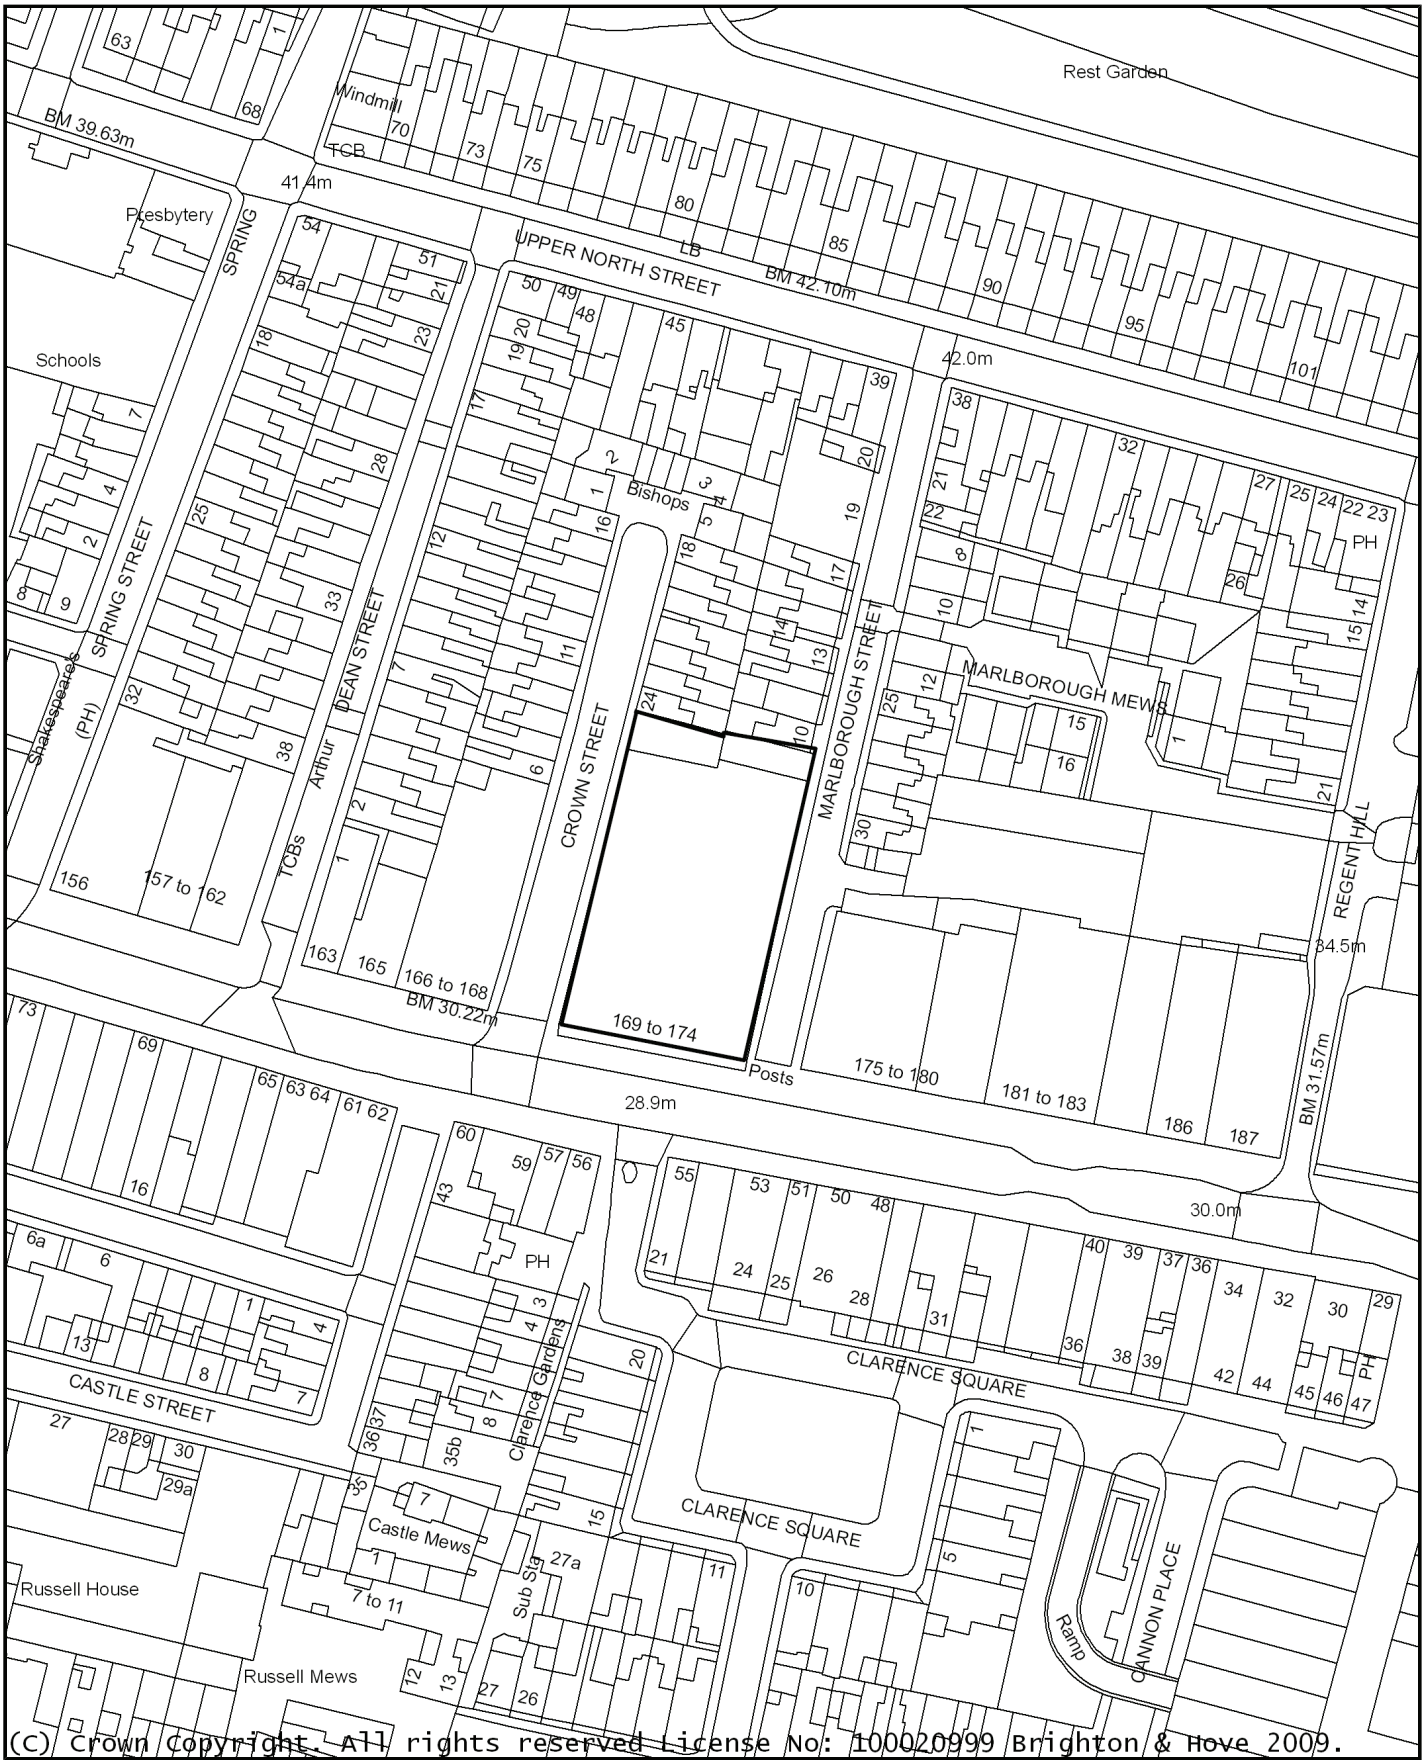 63
1
68
BM 39.63m
Windmill
70
TCB
73
75
80
LB
85
90
95
101
Rest Garden
41.4m
Presbytery
SPRING
54
51
54a
21
23
18
UPPER NORTH STREET
BM 42.10m
42.0m
50
49
48
45
39
20
19
17
Schools
7
4
2
8
9
SPRING STREET
25
28
33
32
38
Shakespeare's
(PH)
12
7
DEAN STREET
Arthur
TCBs
2
1
2
1
16
Bishops
3
4
5
18
11
6
24
CROWN STREET
20
19
17
14
13
10
MARLBOROUGH STREET
MARLBOROUGH STREET
38
21
22
32
27
25
24
22 23
PH
26
14
15
8
10
12
25
30
MARLBOROUGH MEWS
15
16
1
21
REGENT HILL
34.5m
156
157 to 162
163
165
166 to 168
BM 30.22m
169 to 174
Posts
175 to 180
181 to 183
186
187
BM 31.57m
28.9m
30.0m
73
69
65
63 64
61 62
16
60
59
57
56
43
PH
3
4
7
8
Clarence Gardens
35b
36
37
35
20
15
55
53
51
50
48
21
24
25
26
28
31
40
39
37
36
34
32
30
29
36
38
39
42
44
45
46
47
PH
CLARENCE SQUARE
CLARENCE SQUARE
6a
6
1
4
13
8
7
CASTLE STREET
27
28
29
30
29a
7
Castle Mews
1
7 to 11
Russell House
Russell Mews
12
13
Sub Sta
27a
27
26
11
10
1
5
Ramp
CANNON PLACE
(c) Crown Copyright. All rights reserved License No: 100020999 Brighton & Hove 2009.